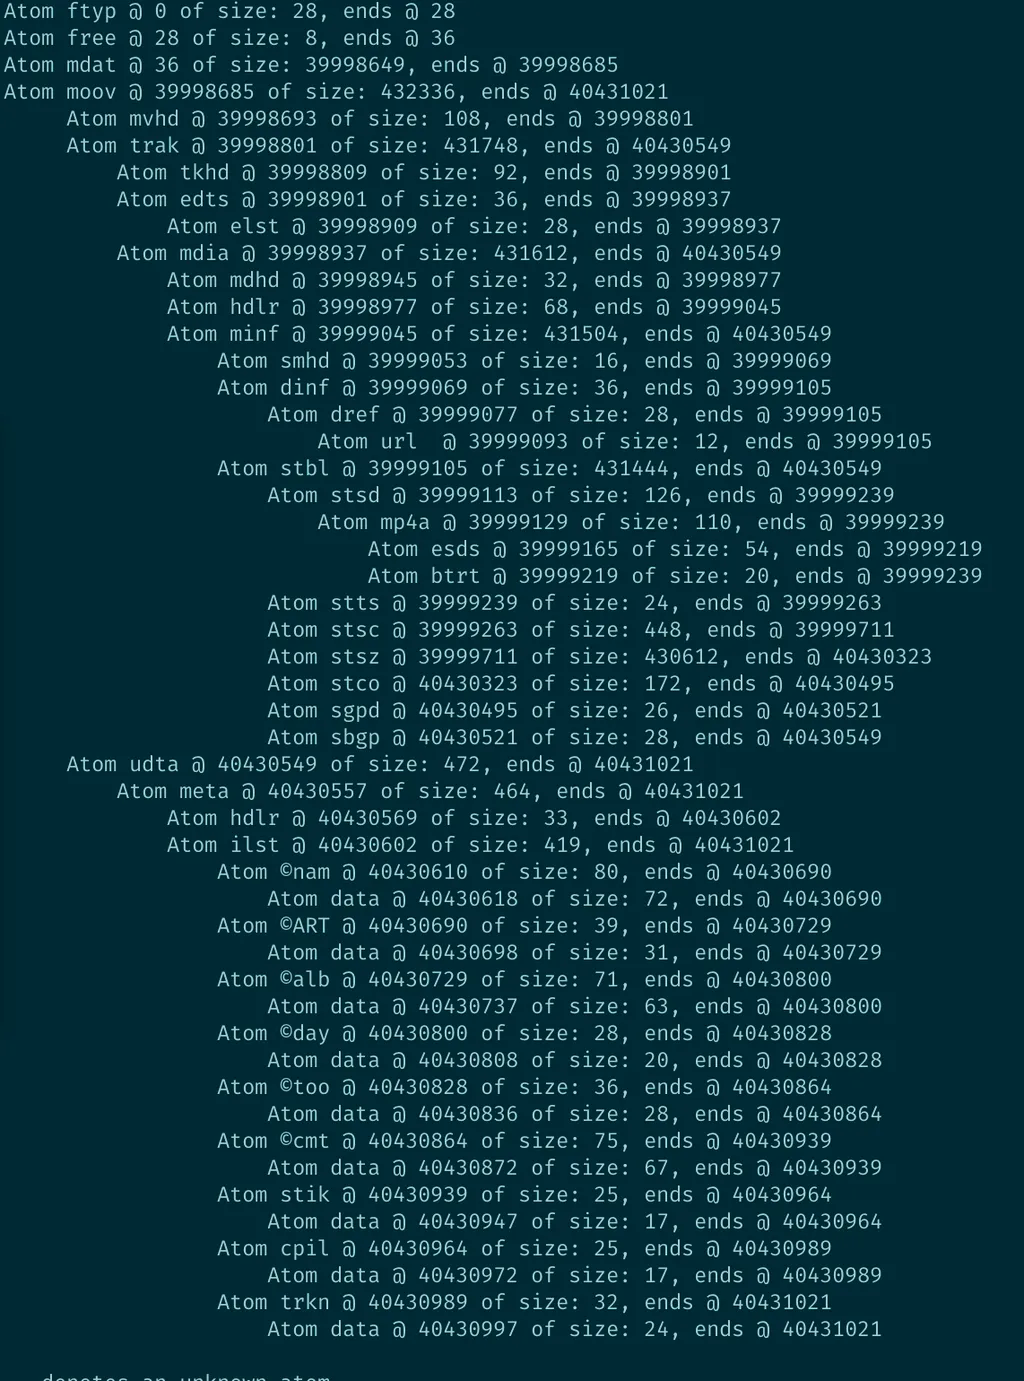 Atom ftyp @ 0 of size: 28, ends @ 28
Atom free @ 28 of size: 8, ends @ 36
Atom mdat @ 36 of size: 39998649, ends @ 39998685
Atom moov @ 39998685 of size: 432336, ends @ 40431021
     Atom mvhd @ 39998693 of size: 108, ends @ 39998801
     Atom trak @ 39998801 of size: 431748, ends @ 40430549
         Atom tkhd @ 39998809 of size: 92, ends @ 39998901
         Atom edts @ 39998901 of size: 36, ends @ 39998937
             Atom elst @ 39998909 of size: 28, ends @ 39998937
         Atom mdia @ 39998937 of size: 431612, ends @ 40430549
             Atom mdhd @ 39998945 of size: 32, ends @ 39998977
             Atom hdlr @ 39998977 of size: 68, ends @ 39999045
             Atom minf @ 39999045 of size: 431504, ends @ 40430549
                 Atom smhd @ 39999053 of size: 16, ends @ 39999069
                 Atom dinf @ 39999069 of size: 36, ends @ 39999105
                     Atom dref @ 39999077 of size: 28, ends @ 39999105
                         Atom url  @ 39999093 of size: 12, ends @ 39999105
                 Atom stbl @ 39999105 of size: 431444, ends @ 40430549
                     Atom stsd @ 39999113 of size: 126, ends @ 39999239
                         Atom mp4a @ 39999129 of size: 110, ends @ 39999239
                             Atom esds @ 39999165 of size: 54, ends @ 39999219
                             Atom btrt @ 39999219 of size: 20, ends @ 39999239
                     Atom stts @ 39999239 of size: 24, ends @ 39999263
                     Atom stsc @ 39999263 of size: 448, ends @ 39999711
                     Atom stsz @ 39999711 of size: 430612, ends @ 40430323
                     Atom stco @ 40430323 of size: 172, ends @ 40430495
                     Atom sgpd @ 40430495 of size: 26, ends @ 40430521
                     Atom sbgp @ 40430521 of size: 28, ends @ 40430549
     Atom udta @ 40430549 of size: 472, ends @ 40431021
         Atom meta @ 40430557 of size: 464, ends @ 40431021
             Atom hdlr @ 40430569 of size: 33, ends @ 40430602
             Atom ilst @ 40430602 of size: 419, ends @ 40431021
                 Atom ©nam @ 40430610 of size: 80, ends @ 40430690
                     Atom data @ 40430618 of size: 72, ends @ 40430690
                 Atom ©ART @ 40430690 of size: 39, ends @ 40430729
                     Atom data @ 40430698 of size: 31, ends @ 40430729
                 Atom ©alb @ 40430729 of size: 71, ends @ 40430800
                     Atom data @ 40430737 of size: 63, ends @ 40430800
                 Atom ©day @ 40430800 of size: 28, ends @ 40430828
                     Atom data @ 40430808 of size: 20, ends @ 40430828
                 Atom ©too @ 40430828 of size: 36, ends @ 40430864
                     Atom data @ 40430836 of size: 28, ends @ 40430864
                 Atom ©cmt @ 40430864 of size: 75, ends @ 40430939
                     Atom data @ 40430872 of size: 67, ends @ 40430939
                 Atom stik @ 40430939 of size: 25, ends @ 40430964
                     Atom data @ 40430947 of size: 17, ends @ 40430964
                 Atom cpil @ 40430964 of size: 25, ends @ 40430989
                     Atom data @ 40430972 of size: 17, ends @ 40430989
                 Atom trkn @ 40430989 of size: 32, ends @ 40431021
                     Atom data @ 40430997 of size: 24, ends @ 40431021
denotes an unknown atom